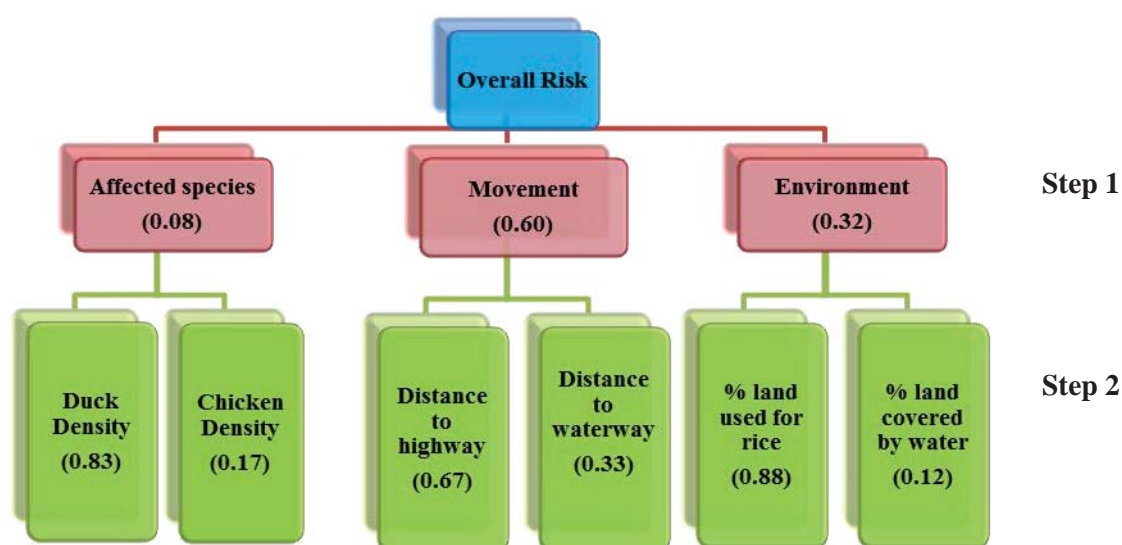 Overall Risk
Affected species
(0.08)
Movement
(0.60)
Environment
(0.32)
Step 1
Duck
Density
(0.83)
Chicken
Density
(0.17)
Distance
to
highway
(0.67)
Distance
to
waterway
(0.33)
% land
used for
rice
(0.88)
% land
covered
by water
(0.12)
Step 2